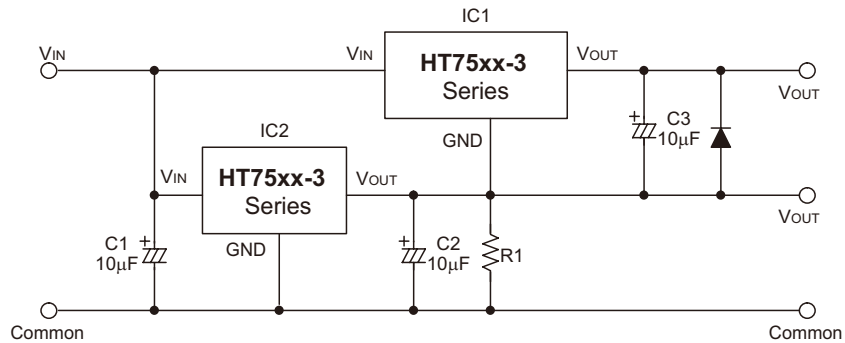 IC1
VIN
VIN
HT75xx-3
Series
VOUT
VOUT
GND
C3
10μF
IC2
VIN
HT75xx-3
Series
VOUT
VOUT
GND
C1
10μF
C2
10μF
R1
Common
Common
+
+
+